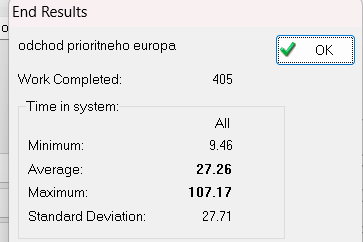 End Results
odchod prioritneho europa
OK
Work Completed: 405
Time in system:
All
Minimum: 9.46
Average: 27.26
Maximum: 107.17
Standard Deviation: 27.71